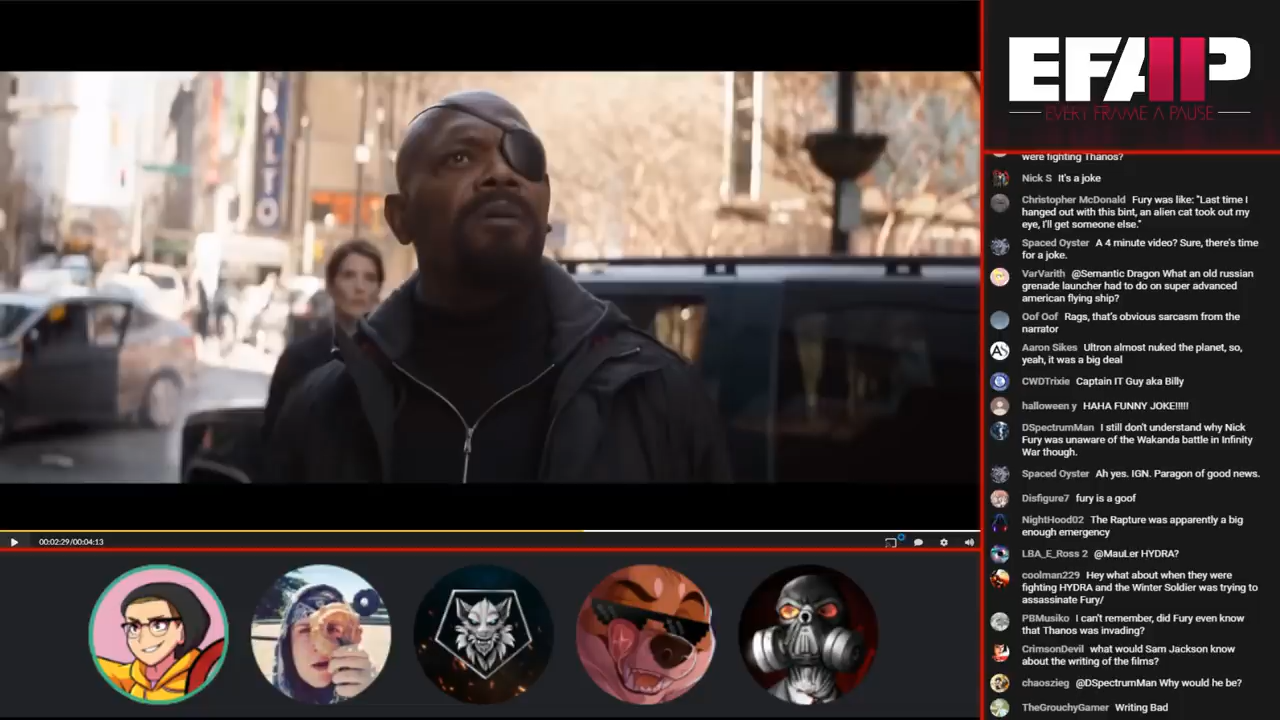 EFAP
EVERY FRAME A PAUSE
were fighting Thanos?
Nick S It's a joke
Christopher McDonald Fury was like: "Last time I
hanged out with this bint, an alien cat took out my
eye, I'll get someone else."
Spaced Oyster A 4 minute video? Sure, there's time
for a joke.
VarVarith @Semantic Dragon What an old russian
grenade launcher had to do on super advanced
american flying ship?
Oof Oof Rags, that's obvious sarcasm from the
narrator
Aaron Sikes Ultron almost nuked the planet, so,
yeah, it was a big deal
CWDTrixie Captain IT Guy aka Billy
halloween y HAHA FUNNY JOKE!!!!!
DSpectrumMan I still don't understand why Nick
Fury was unaware of the Wakanda battle in Infinity
War though.
Spaced Oyster Ah yes. IGN. Paragon of good news.
Disfigure7 fury is a goof
NightHood02 The Rapture was apparently a big
enough emergency
LBA_E_Ross 2 @MauLer HYDRA?
coolman229 Hey what about when they were
fighting HYDRA and the Winter Soldier was trying to
assassinate Fury/
PBMusiko I can't remember, did Fury even know
that Thanos was invading?
CrimsonDevil what would Sam Jackson know
about the writing of the films?
chaoszieg @DSpectrumMan Why would he be?
TheGrouchyGamer Writing Bad
00:02:29/00:04:13